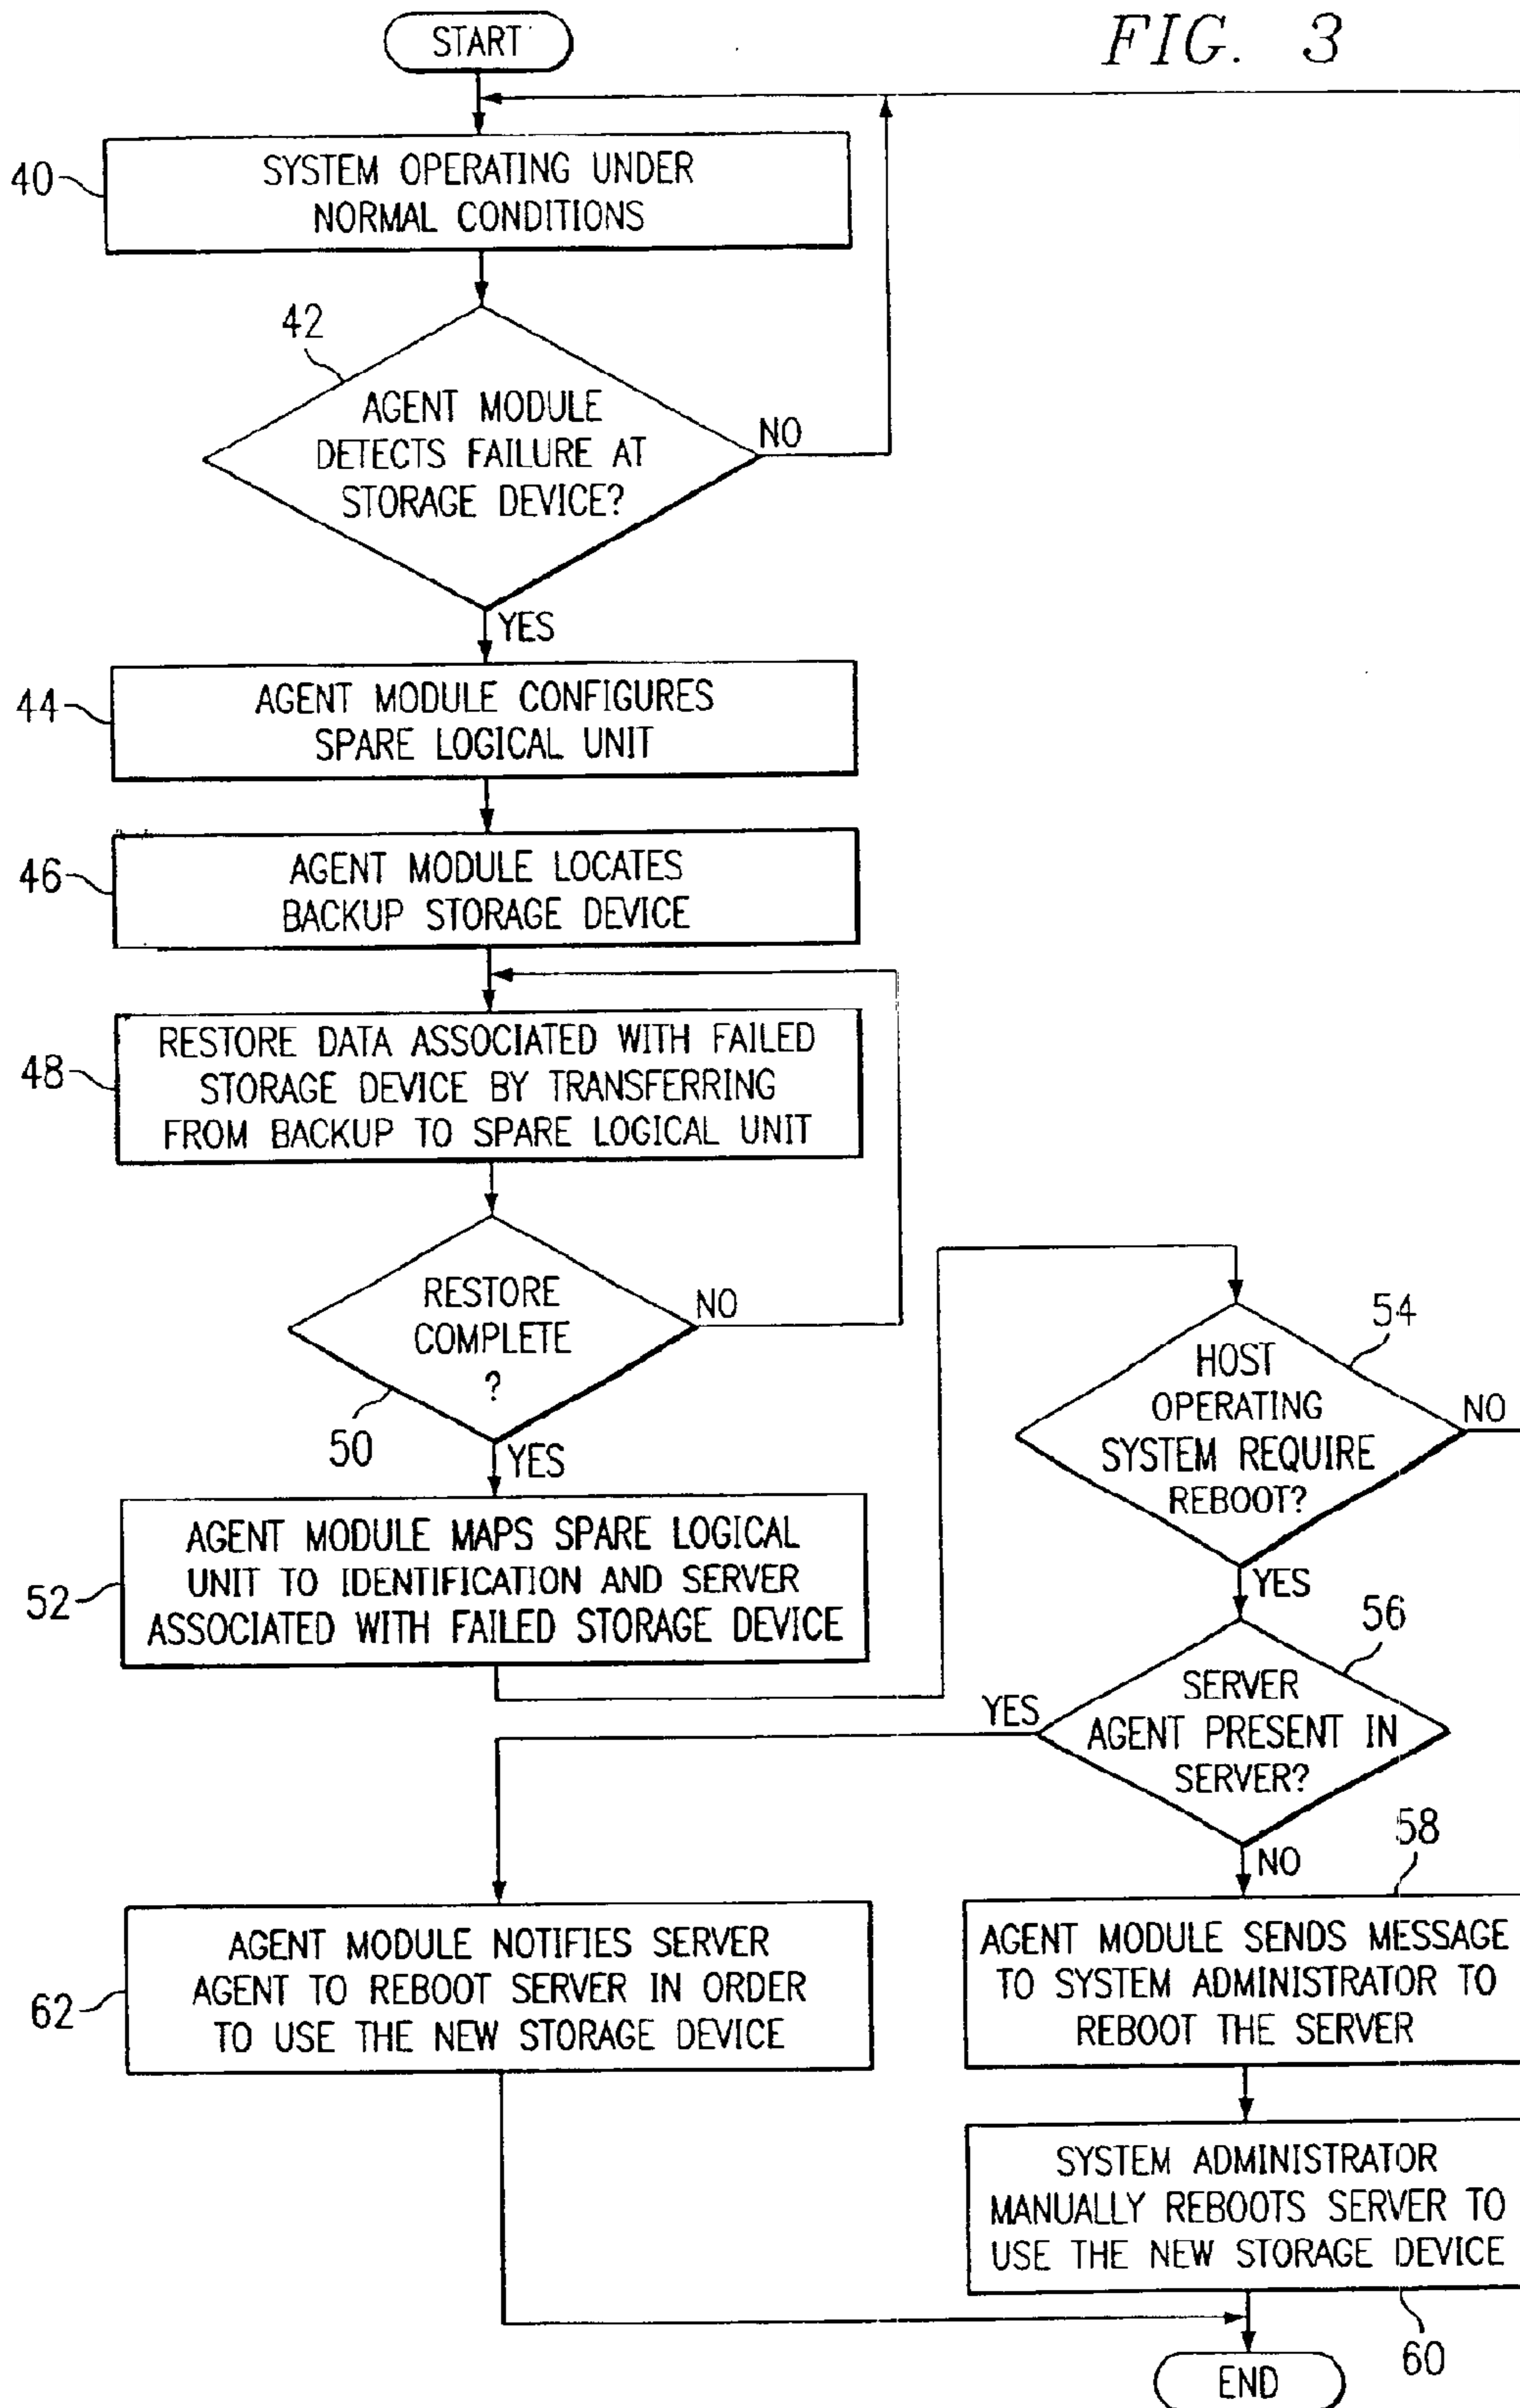 FIG. 3
START
40
SYSTEM OPERATING UNDER
NORMAL CONDITIONS
42
AGENT MODULE
DETECTS FAILURE AT
STORAGE DEVICE?
NO
YES
44
AGENT MODULE CONFIGURES
SPARE LOGICAL UNIT
46
AGENT MODULE LOCATES
BACKUP STORAGE DEVICE
48
RESTORE DATA ASSOCIATED WITH FAILED
STORAGE DEVICE BY TRANSFERRING
FROM BACKUP TO SPARE LOGICAL UNIT
RESTORE
COMPLETE
?
NO
50
YES
52
AGENT MODULE MAPS SPARE LOGICAL
UNIT TO IDENTIFICATION AND SERVER
ASSOCIATED WITH FAILED STORAGE DEVICE
54
HOST
OPERATING
SYSTEM REQUIRE
REBOOT?
NO
YES
56
SERVER
AGENT PRESENT IN
SERVER?
YES
NO
58
AGENT MODULE SENDS MESSAGE
TO SYSTEM ADMINISTRATOR TO
REBOOT THE SERVER
62
AGENT MODULE NOTIFIES SERVER
AGENT TO REBOOT SERVER IN ORDER
TO USE THE NEW STORAGE DEVICE
SYSTEM ADMINISTRATOR
MANUALLY REBOOTS SERVER TO
USE THE NEW STORAGE DEVICE
60
END